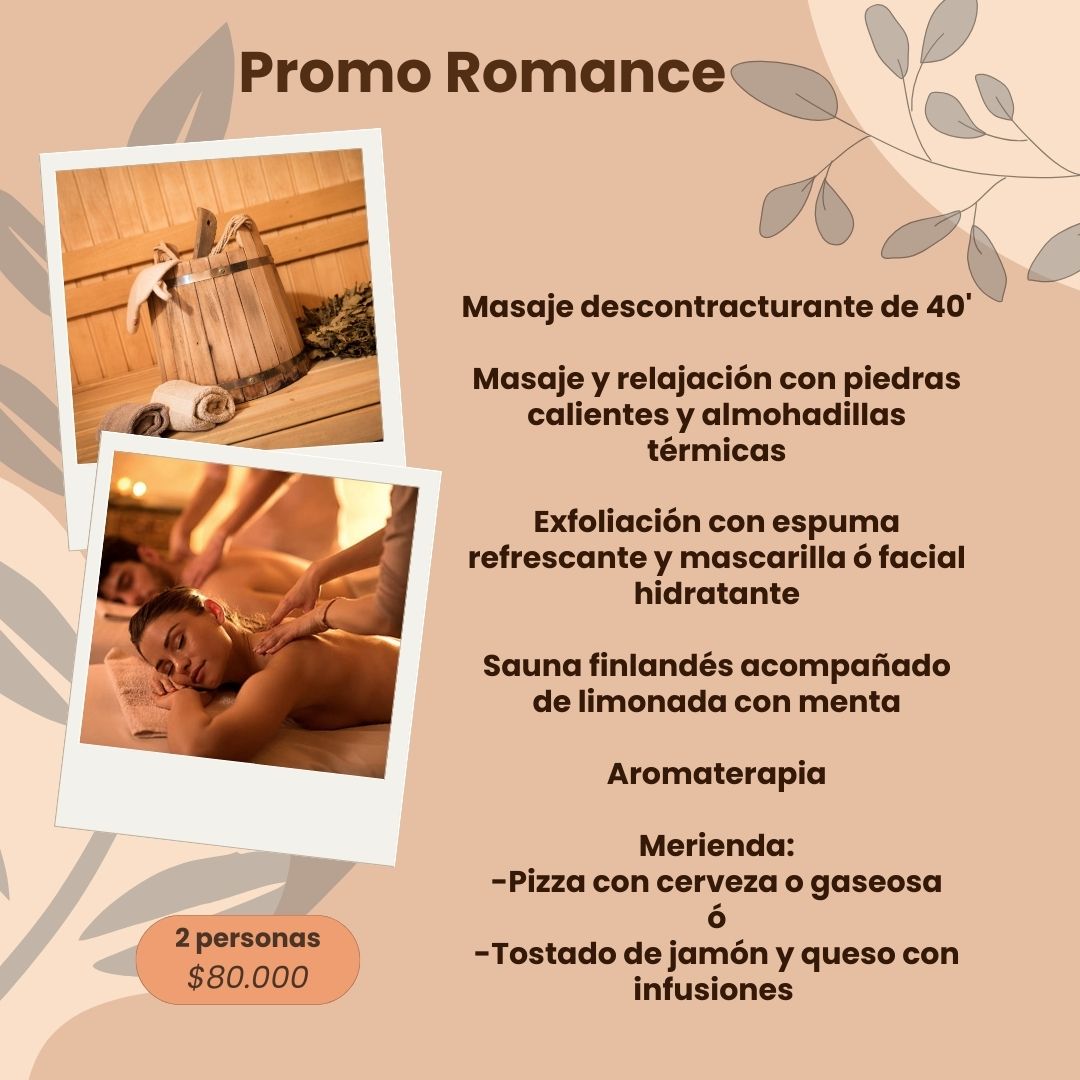 Promo Romance
Masaje descontracturante de 40'
Masaje y relajación con piedras
calientes y almohadillas
térmicas
Exfoliación con espuma
refrescante y mascarilla ó facial
hidratante
Sauna finlandés acompañado
de limonada con menta
Aromaterapia
Merienda:
-Pizza con cerveza o gaseosa
ó
-Tostado de jamón y queso con
infusiones
2 personas
$80.000